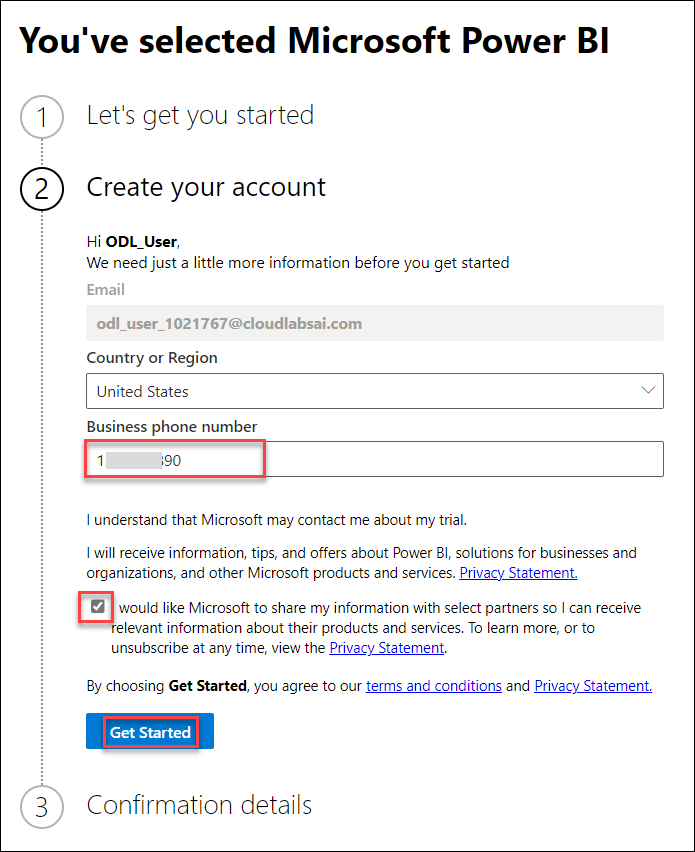 You've selected Microsoft Power BI
1
Let's get you started
2
Create your account
Hi ODL_User,
We need just a little more information before you get started
Email
odl_user_1021767@cloudlabsai.com
Country or Region
United States
Business phone number
1 90
I understand that Microsoft may contact me about my trial.
I will receive information, tips, and offers about Power BI, solutions for businesses and
organizations, and other Microsoft products and services. Privacy Statement.
would like Microsoft to share my information with select partners so I can receive
relevant information about their products and services. To learn more, or to
unsubscribe at any time, view the Privacy Statement.
By choosing Get Started, you agree to our terms and conditions and Privacy Statement.
Get Started
3
Confirmation details